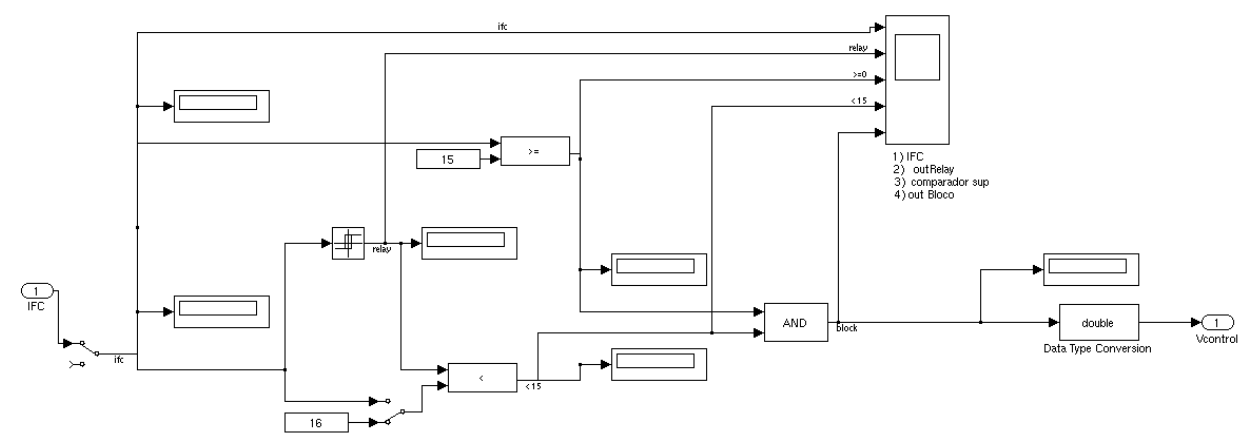 ifc
relay
>=0
<15
15
>=
1) IFC
2) outRelay
3) comparador sup
4) out Bloco
relay
1
IFC
ifc
AND
block
double
Data Type Conversion
1
Vcontrol
<
<15
16